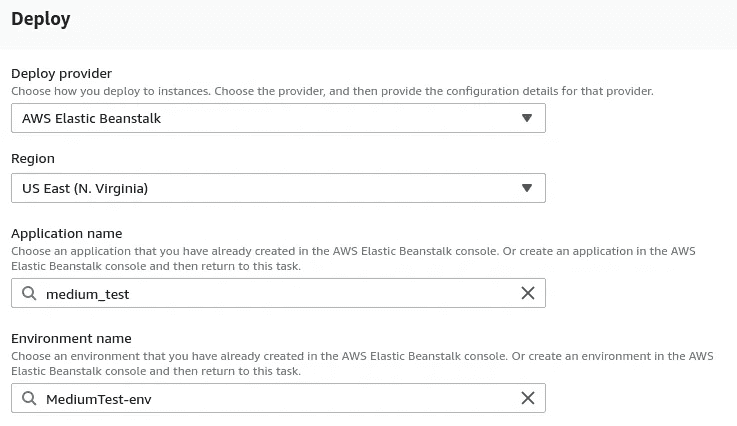 Deploy
Deploy provider
Choose how you deploy to instances. Choose the provider, and then provide the configuration details for that provider.
AWS Elastic Beanstalk
Region
US East (N. Virginia)
Application name
Choose an application that you have already created in the AWS Elastic Beanstalk console. Or create an application in the AWS
Elastic Beanstalk console and then return to this task.
medium_test
Environment name
Choose an environment that you have already created in the AWS Elastic Beanstalk console. Or create an environment in the AWS
Elastic Beanstalk console and then return to this task.
MediumTest-env